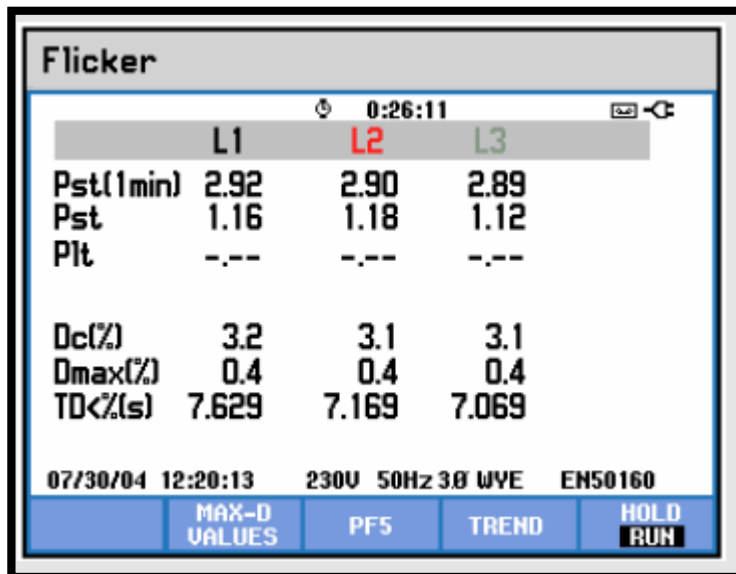 Flicker
0:26:11
L1 L2 L3
Pst(1min) 2.92 2.90 2.89
Pst 1.16 1.18 1.12
Plt -.-- -.-- -.--
Dc(%) 3.2 3.1 3.1
Dmax(%) 0.4 0.4 0.4
TD<%(s) 7.629 7.169 7.069
07/30/04 12:20:13 230V 50Hz 3Ø WYE EN50160
MAX-D VALUES PF5 TREND HOLD RUN